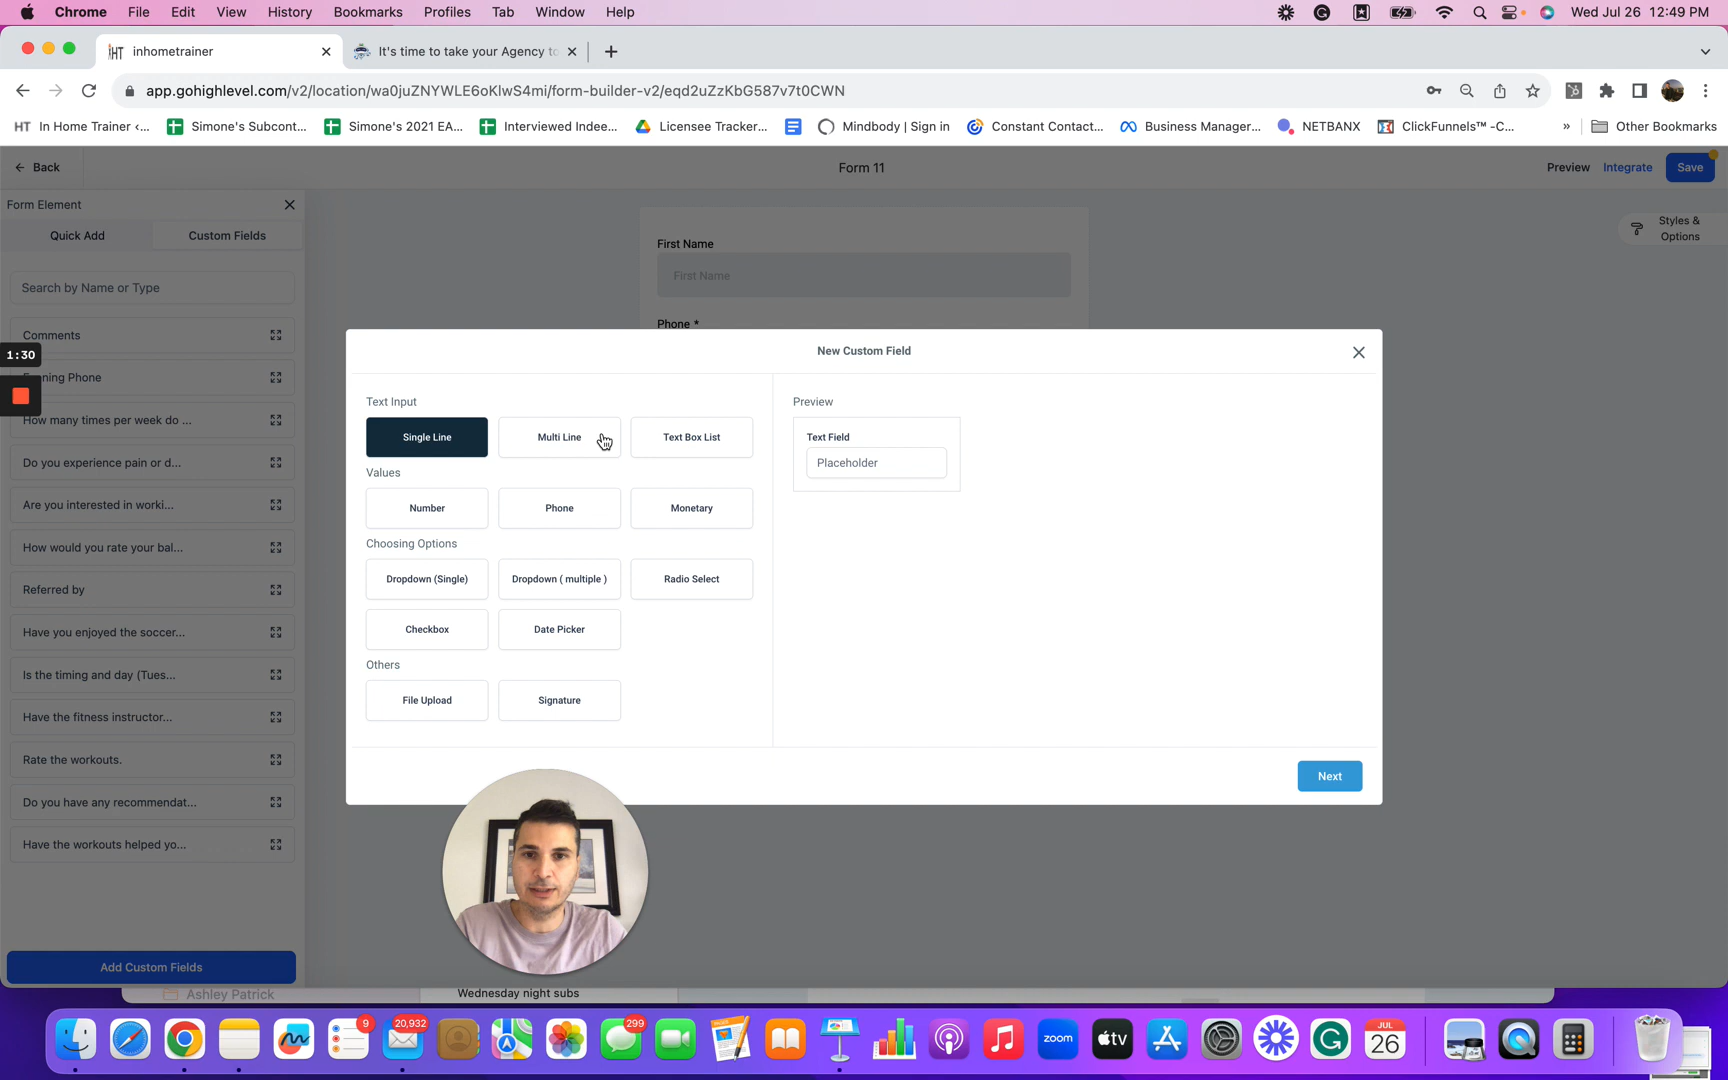 Chrome File Edit View History Bookmarks Profiles Tab Window Help Wed Jul 26 12:49 PM
inhometrainer It's time to take your Agency to
app.gohighlevel.com/v2/location/wa0juZNYWLE6oKlwS4mi/form-builder-v2/eqd2uZzKbG587v7t0CWN
HT In Home Trainer <... Simone's Subcont... Simone's 2021 EA... Interviewed Indee... Licensee Tracker... Mindbody | Sign in Constant Contact... Business Manager... NETBANX ClickFunnels™ -C... » Other Bookmarks
Back Form 11 Preview Integrate Save
Form Element
Quick Add Custom Fields
Styles &
Options
Search by Name or Type
First Name
First Name
Phone *
Comments
1:30
ning Phone
How many times per week do ...
Do you experience pain or d...
Are you interested in worki...
How would you rate your bal...
Referred by
Have you enjoyed the soccer...
Is the timing and day (Tues...
Have the fitness instructor...
Rate the workouts.
Do you have any recommendat...
Have the workouts helped yo...
Add Custom Fields
New Custom Field
Text Input
Single Line Multi Line Text Box List
Values
Number Phone Monetary
Choosing Options
Dropdown (Single) Dropdown ( multiple ) Radio Select
Checkbox Date Picker
Others
File Upload Signature
Preview
Text Field
Placeholder
Next
Ashley Patrick Wednesday night subs
9 20,932 299 zoom tv JUL
26